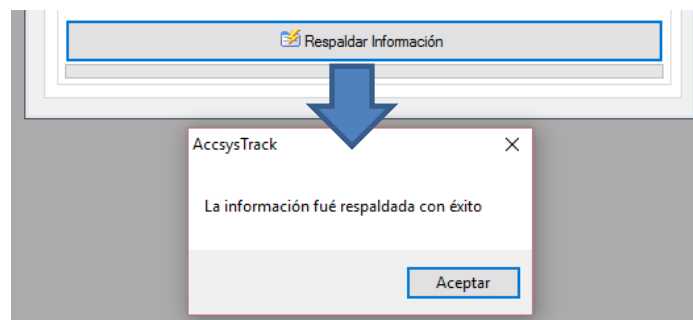 Respaldar Información
AccsysTrack
La información fué respaldada con éxito
Aceptar